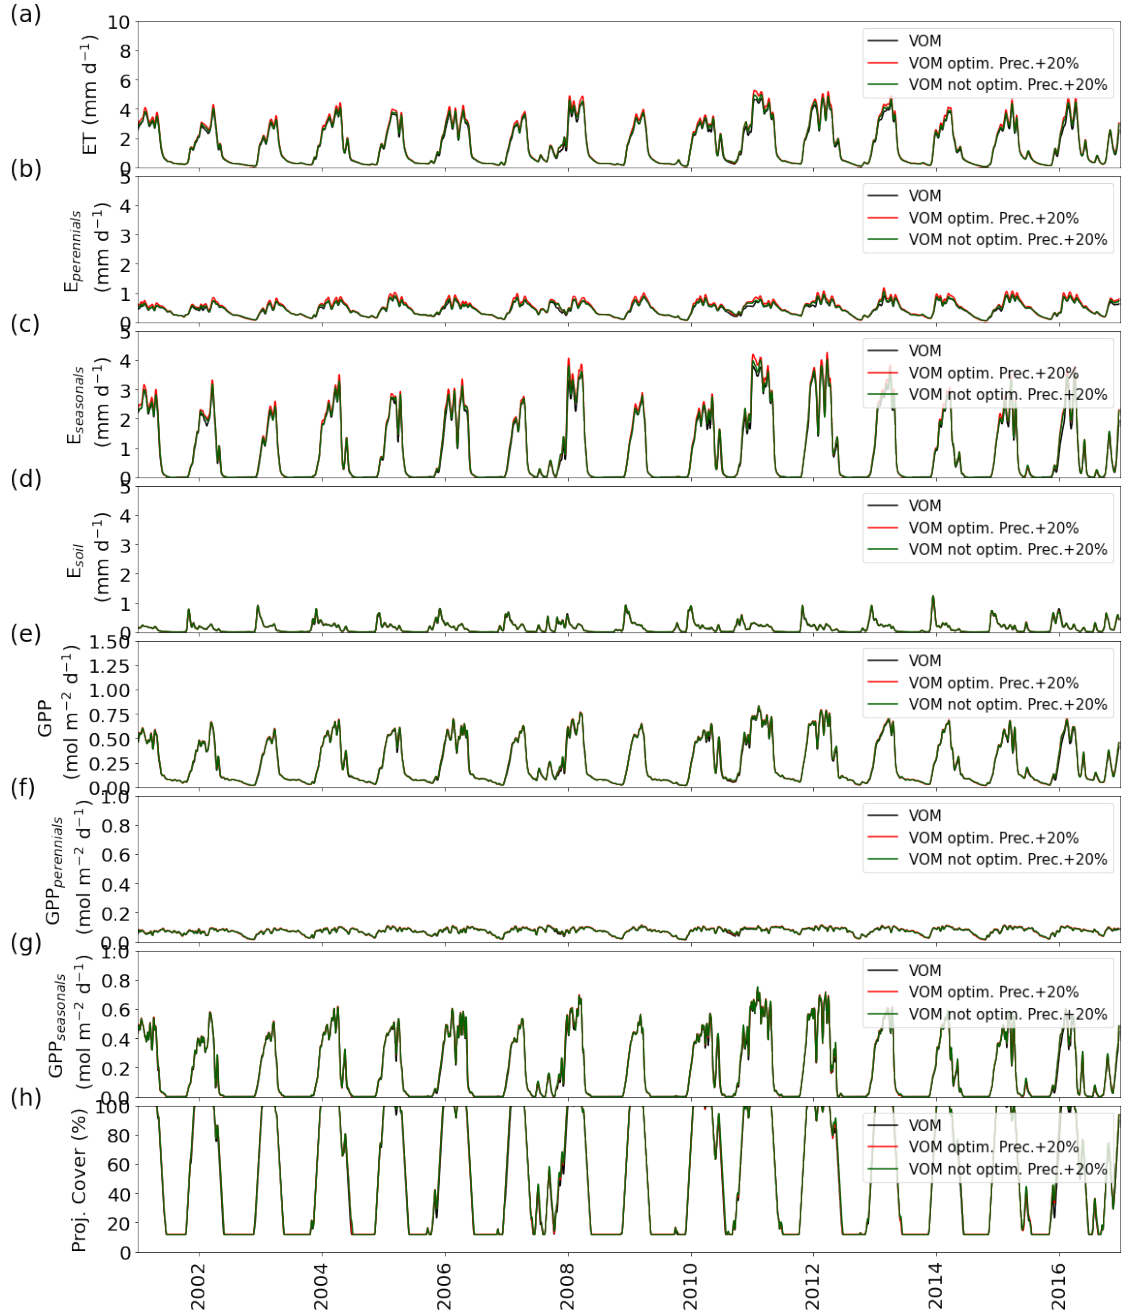 (a)
ET (mm d−1)
10
8
6
4
2
0
VOM
VOM optim. Prec.+20%
VOM not optim. Prec.+20%
(b)
Eperennials
(mm d−1)
5
4
3
2
1
0
VOM
VOM optim. Prec.+20%
VOM not optim. Prec.+20%
(c)
Eseasonals
(mm d−1)
5
4
3
2
1
0
VOM
VOM optim. Prec.+20%
VOM not optim. Prec.+20%
(d)
Esoil
(mm d−1)
5
4
3
2
1
0
VOM
VOM optim. Prec.+20%
VOM not optim. Prec.+20%
(e)
GPP
(mol m−2 d−1)
1.50
1.25
1.00
0.75
0.50
0.25
0.00
VOM
VOM optim. Prec.+20%
VOM not optim. Prec.+20%
(f)
GPPperennials
(mol m−2 d−1)
1.0
0.8
0.6
0.4
0.2
0.0
VOM
VOM optim. Prec.+20%
VOM not optim. Prec.+20%
(g)
GPPseasonals
(mol m−2 d−1)
1.0
0.8
0.6
0.4
0.2
0.0
VOM
VOM optim. Prec.+20%
VOM not optim. Prec.+20%
(h)
Proj. Cover (%)
100
80
60
40
20
0
VOM
VOM optim. Prec.+20%
VOM not optim. Prec.+20%
2002
2004
2006
2008
2010
2012
2014
2016